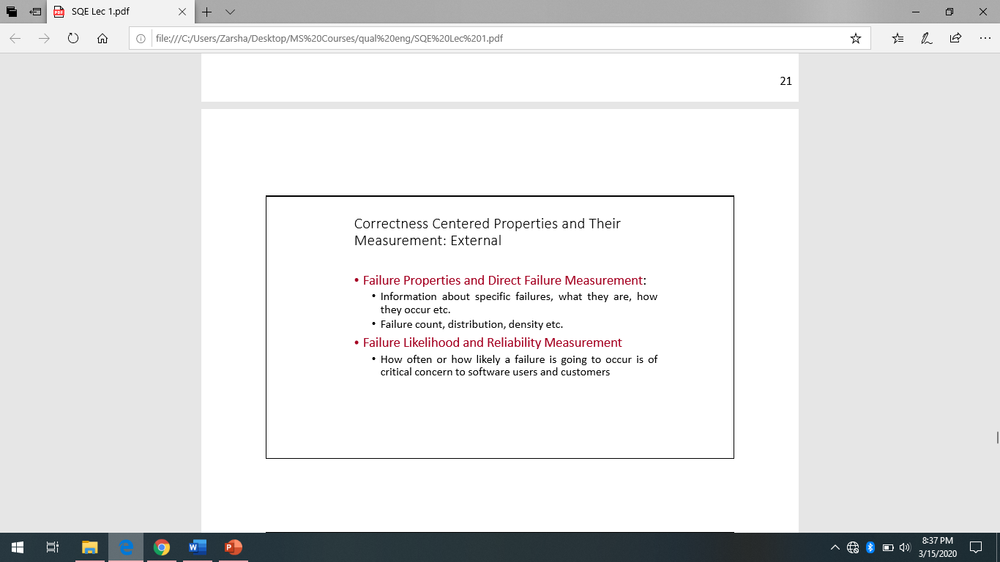 SQE Lec 1.pdf
file:///C:/Users/Zarsha/Desktop/MS%20Courses/qual%20eng/SQE%20Lec%201.pdf
21
Correctness Centered Properties and Their
Measurement: External
• Failure Properties and Direct Failure Measurement:
• Information about specific failures, what they are, how
they occur etc.
• Failure count, distribution, density etc.
• Failure Likelihood and Reliability Measurement
• How often or how likely a failure is going to occur is of
critical concern to software users and customers
8:37 PM
3/15/2020